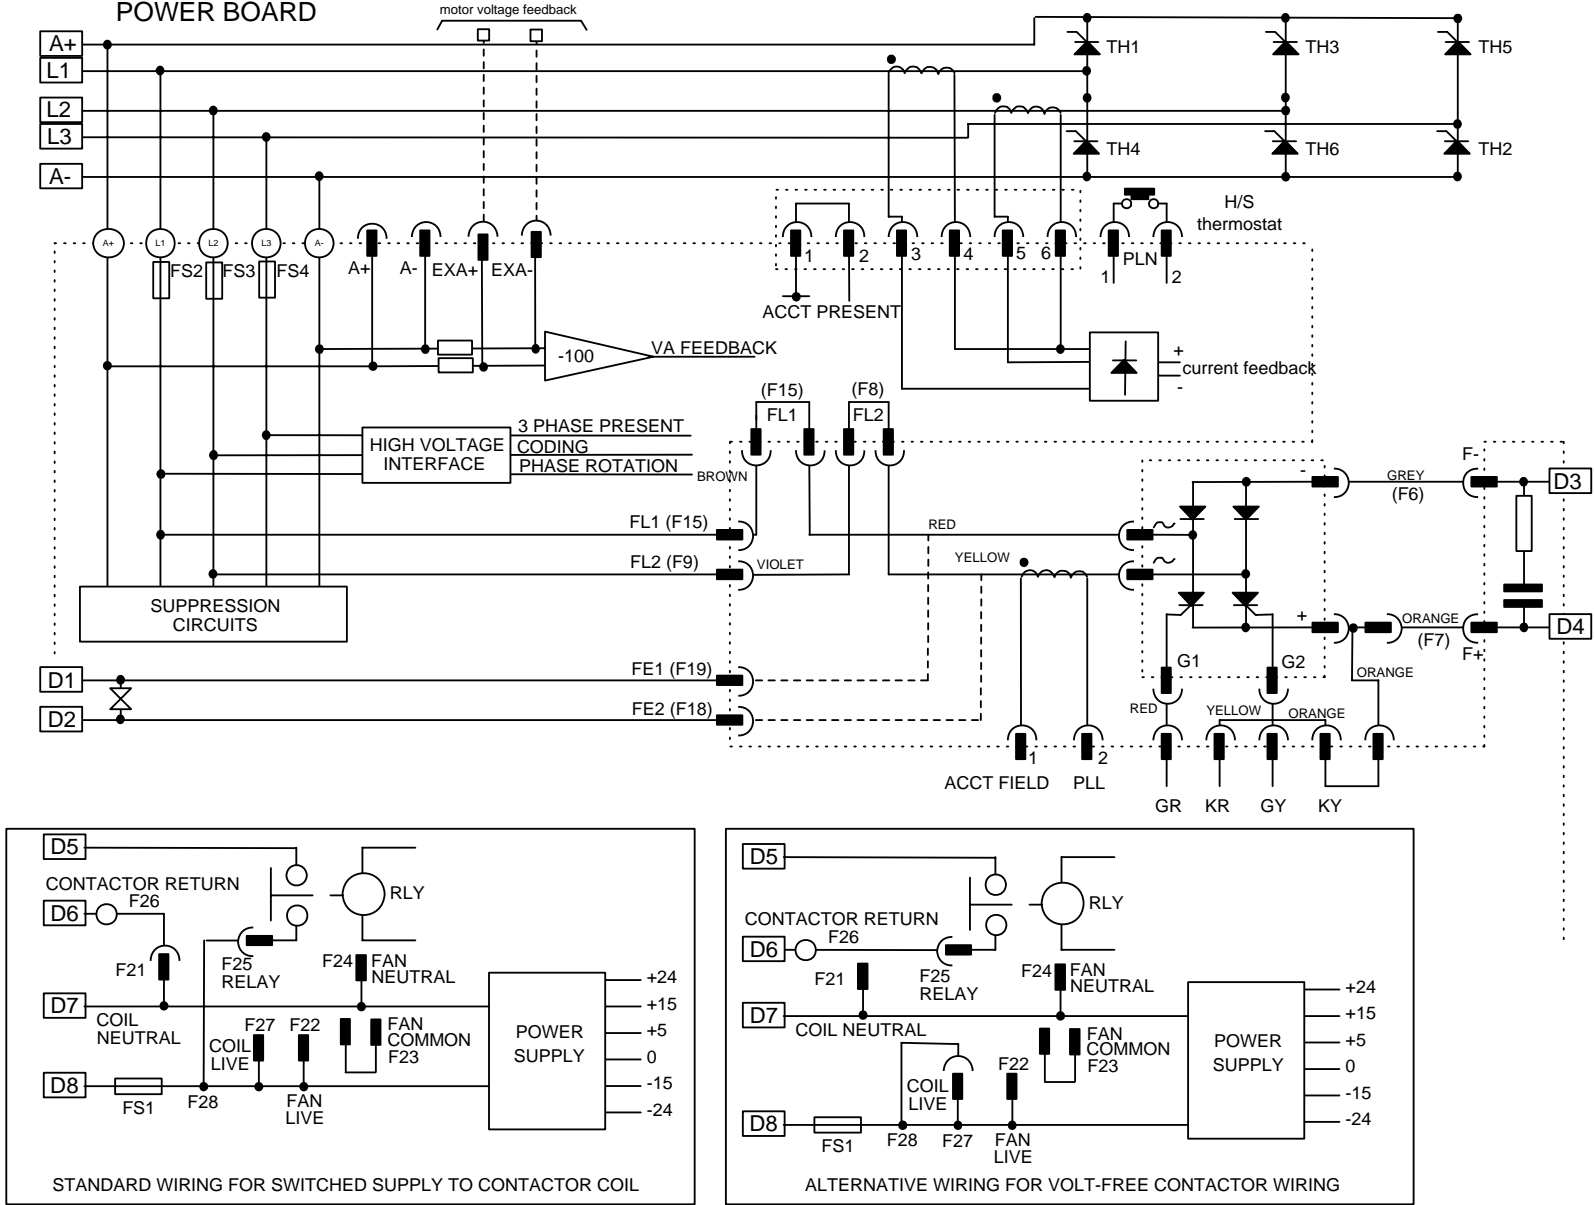 POWER BOARD
motor voltage feedback
A+
L1
L2
L3
A-
TH1
TH3
TH5
TH4
TH6
TH2
H/S
thermostat
A+
L1
L2
L3
A-
FS2
FS3
FS4
A+
A-
EXA+
EXA-
1
2
3
4
5
6
1
PLN
2
ACCT PRESENT
-100
VA FEEDBACK
+
current feedback
-
(F15)
FL1
(F8)
FL2
HIGH VOLTAGE
INTERFACE
3 PHASE PRESENT
CODING
PHASE ROTATION
BROWN
-
GREY
(F6)
F-
D3
FL1 (F15)
RED
FL2 (F9)
VIOLET
YELLOW
SUPPRESSION
CIRCUITS
+
ORANGE
(F7)
F+
D4
D1
FE1 (F19)
G1
G2
ORANGE
D2
FE2 (F18)
RED
YELLOW
ORANGE
1
2
ACCT FIELD
PLL
GR
KR
GY
KY
D5
CONTACTOR RETURN
F26
D6
RLY
F21
F25
RELAY
F24
FAN
NEUTRAL
D7
COIL
NEUTRAL
F27
F22
COIL
LIVE
FAN
COMMON
F23
POWER
SUPPLY
+24
+15
+5
0
-15
-24
D8
FS1
F28
FAN
LIVE
STANDARD WIRING FOR SWITCHED SUPPLY TO CONTACTOR COIL
D5
CONTACTOR RETURN
F26
D6
RLY
F21
F25
RELAY
F24
FAN
NEUTRAL
D7
COIL NEUTRAL
FAN
COMMON
F23
F22
COIL
LIVE
POWER
SUPPLY
+24
+15
+5
0
-15
-24
D8
FS1
F28
F27
FAN
LIVE
ALTERNATIVE WIRING FOR VOLT-FREE CONTACTOR WIRING